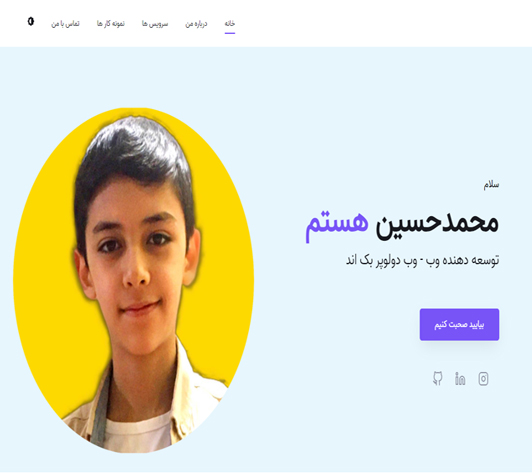 خانه درباره من سرویس ها نمونه کار ها تماس با من
سلام
محمدحسین هستم
توسعه دهنده وب - وب دولوپر بک اند
بیایید صحبت کنیم